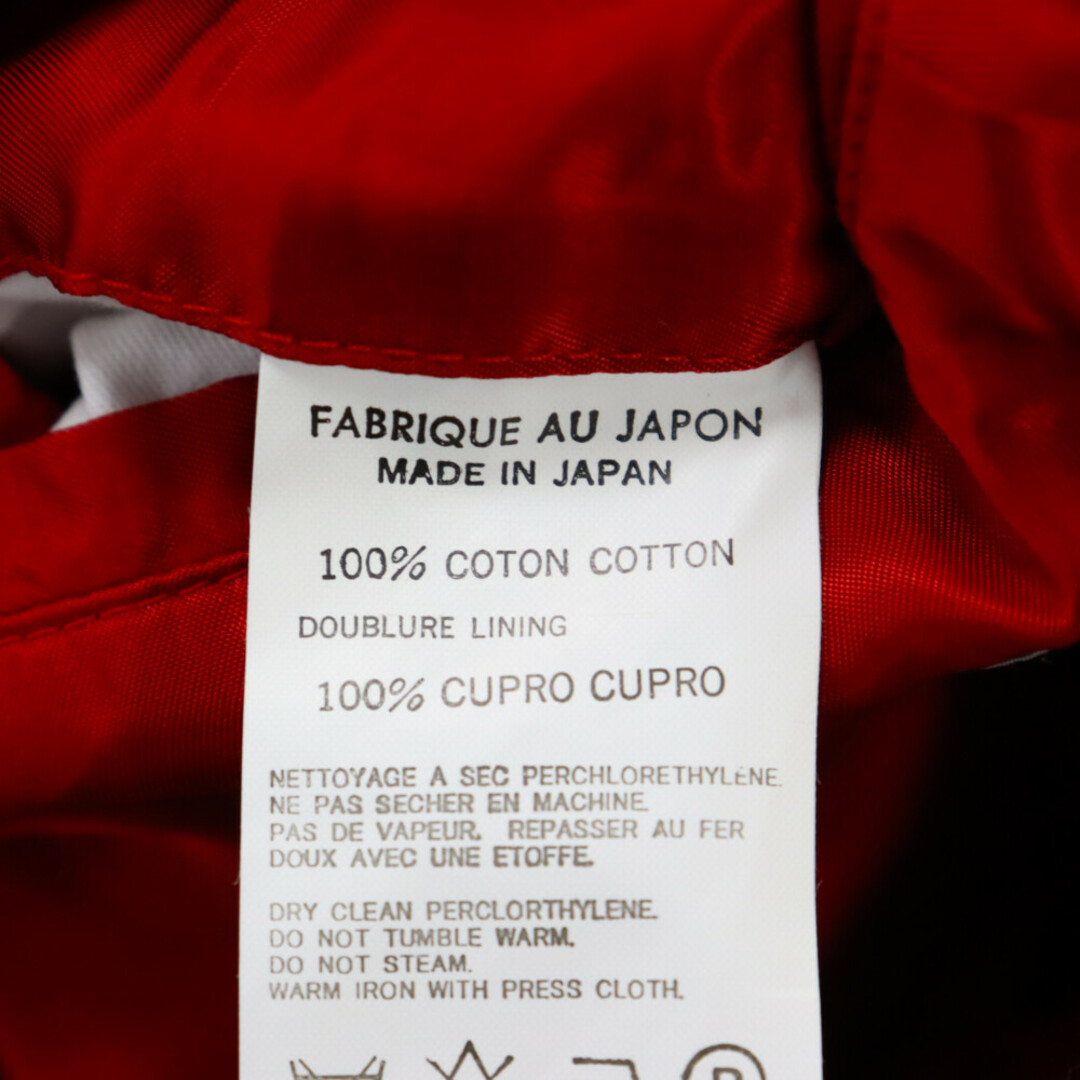 FABRIQUE AU JAPON
MADE IN JAPAN
100% COTON COTTON
DOUBLURE LINING
100% CUPRO CUPRO
NETTOYAGE A SEC PERCHLORETHYLÈNE.
NE PAS SECHER EN MACHINE.
PAS DE VAPEUR. REPASSER AU FER
DOUX AVEC UNE ETOFFE.
DRY CLEAN PERCLORTHYLENE.
DO NOT TUMBLE WARM.
DO NOT STEAM.
WARM IRON WITH PRESS CLOTH.